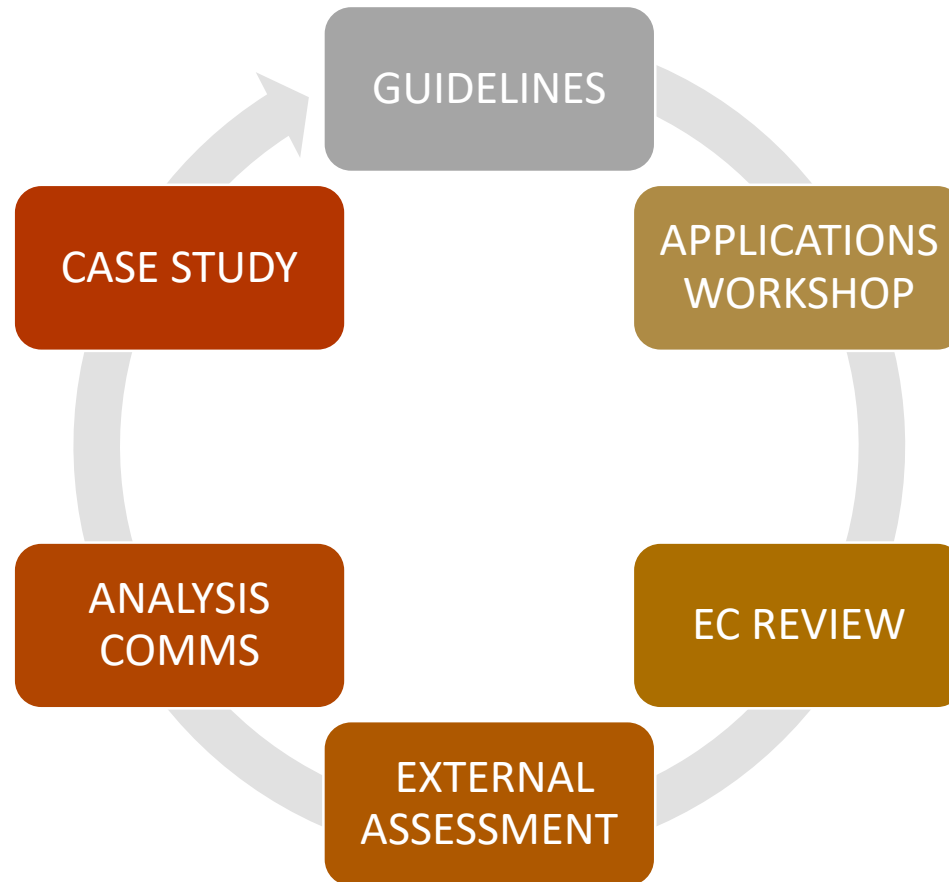 GUIDELINES
APPLICATIONS
WORKSHOP
EC REVIEW
EXTERNAL
ASSESSMENT
ANALYSIS
COMMS
CASE STUDY